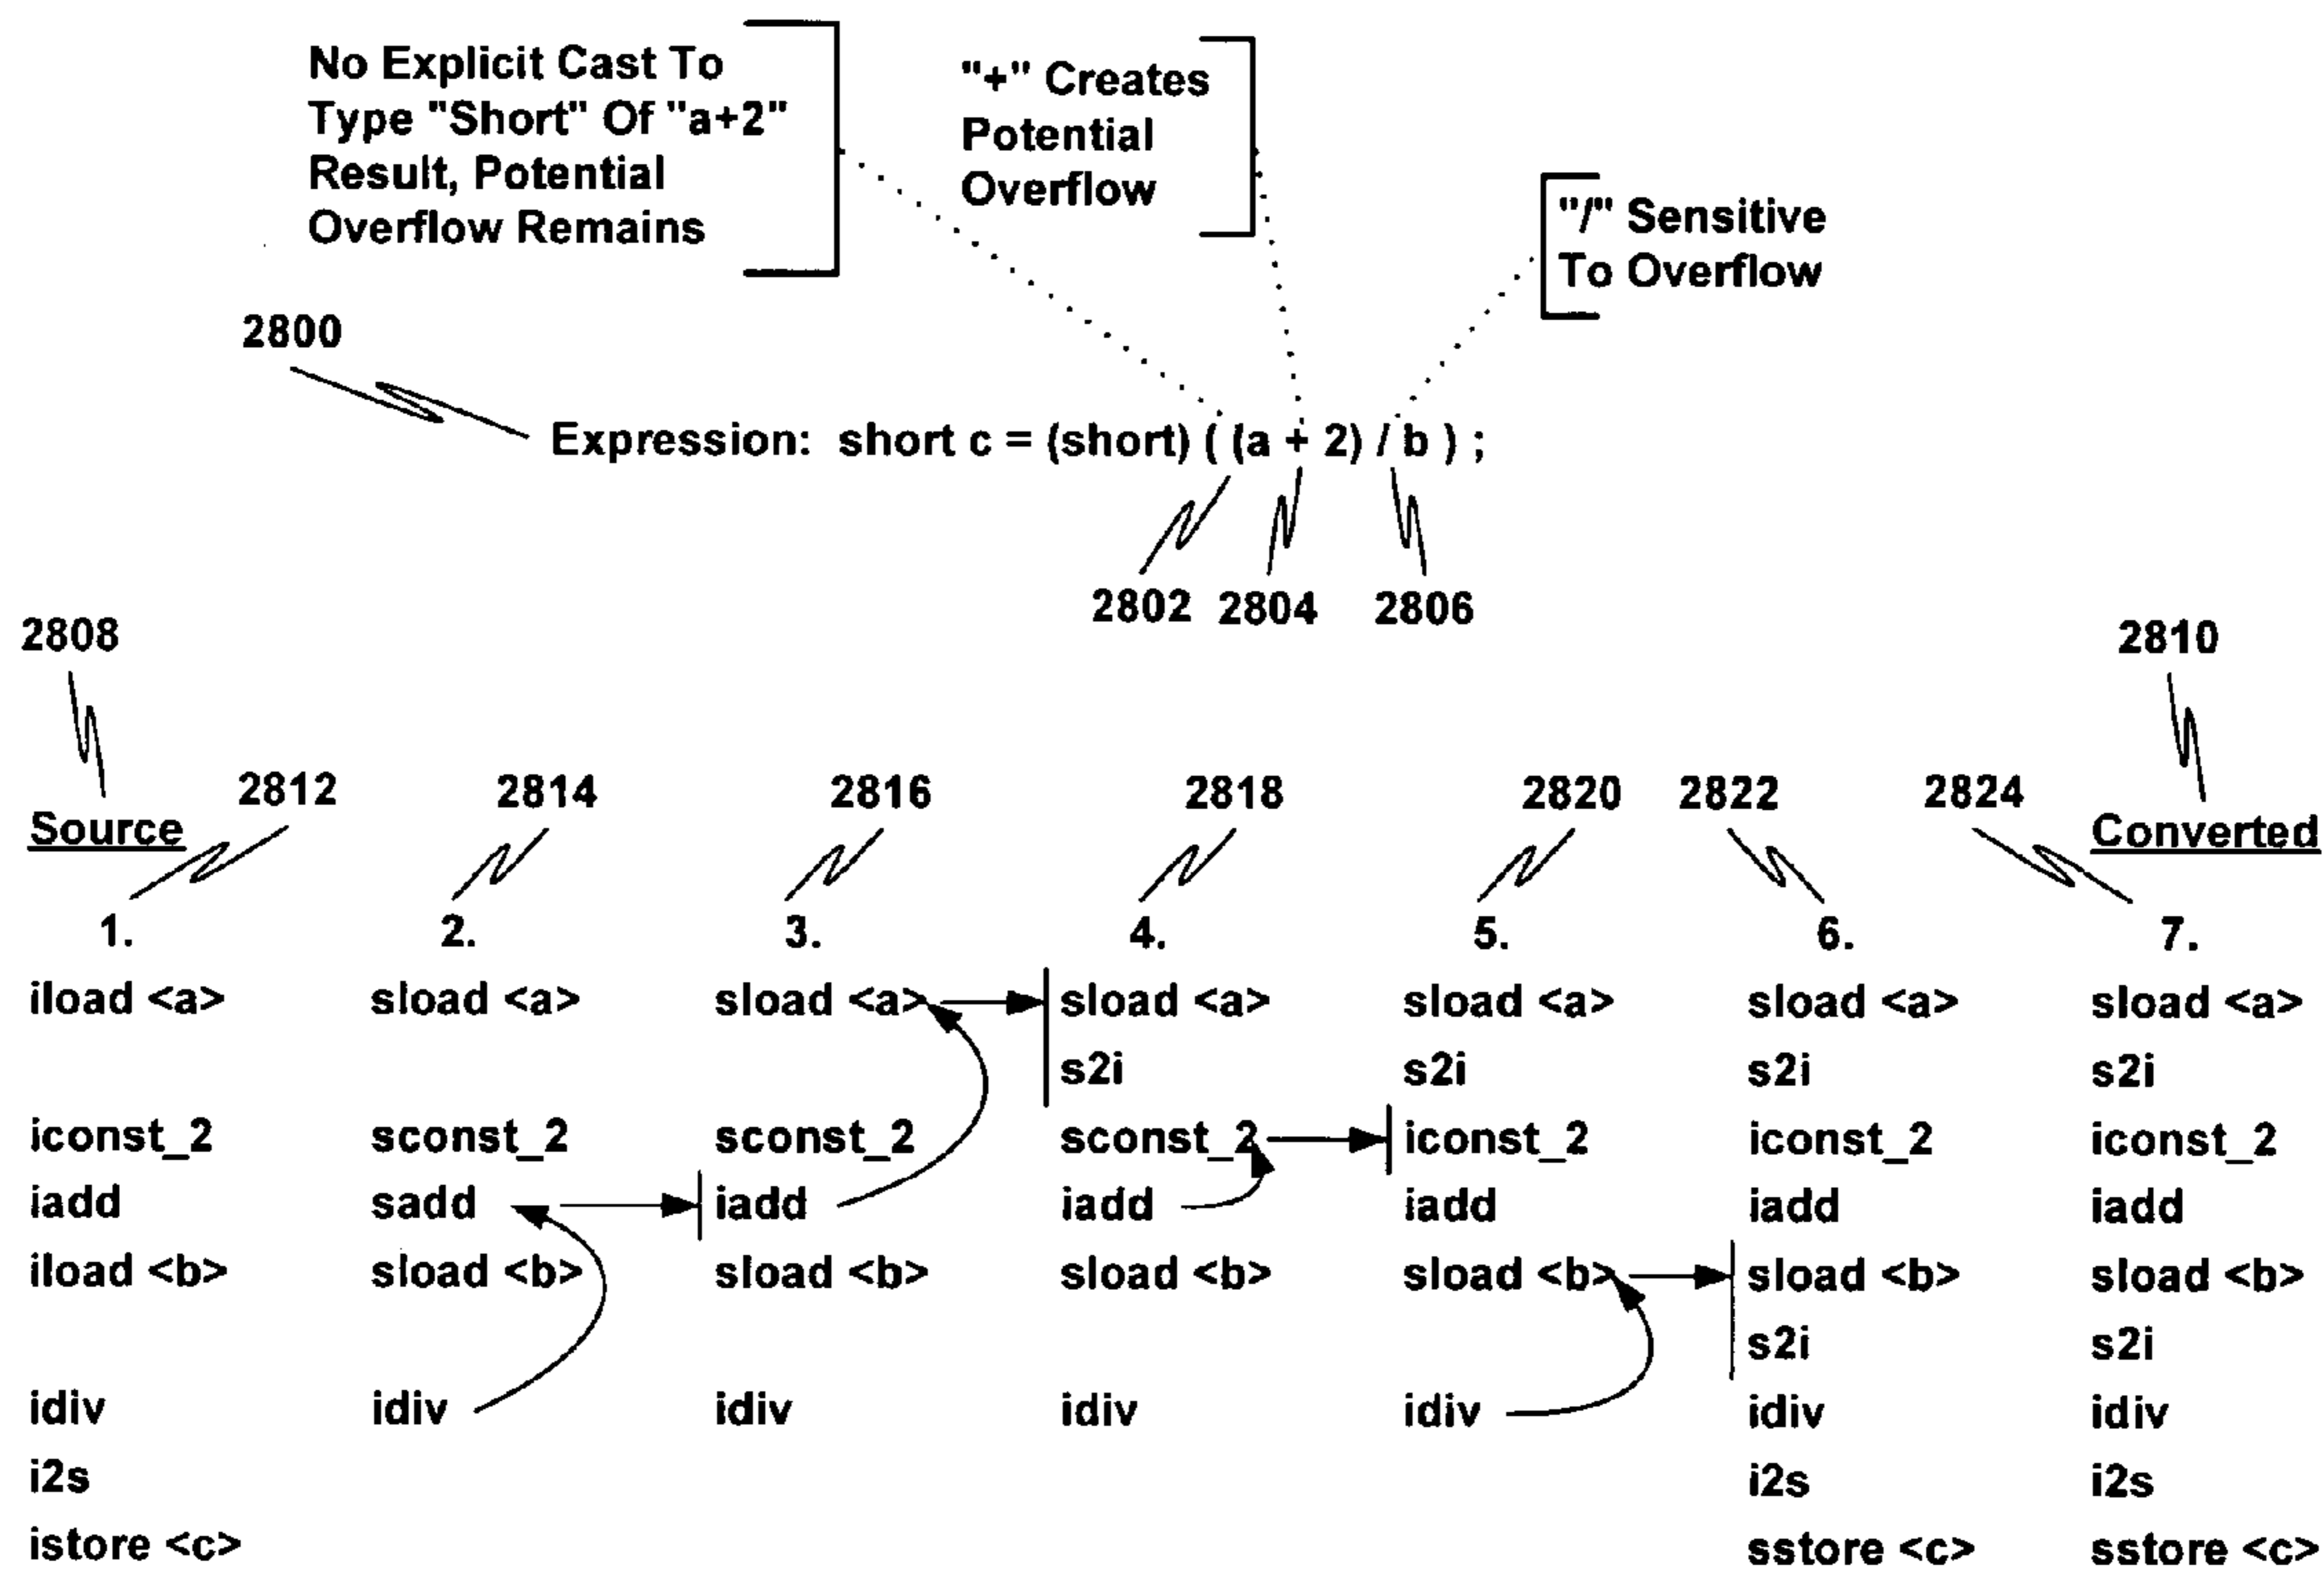 No Explicit Cast To
Type "Short" Of "a+2"
Result, Potential
Overflow Remains
"+" Creates
Potential
Overflow
"/" Sensitive
To Overflow
2800
Expression: short c = (short) ( (a + 2) / b ) ;
2802 2804 2806
2808 2810
2812 2814 2816 2818 2820 2822 2824
Source Converted
1. 2. 3. 4. 5. 6. 7.
iload <a> sload <a> sload <a> sload <a> sload <a> sload <a> sload <a>
s2i s2i s2i s2i
iconst_2 sconst_2 sconst_2 sconst_2 iconst_2 iconst_2 iconst_2
iadd sadd iadd iadd iadd iadd iadd
iload <b> sload <b> sload <b> sload <b> sload <b> sload <b> sload <b>
s2i s2i
idiv idiv idiv idiv idiv idiv idiv
i2s i2s i2s
istore <c> sstore <c> sstore <c>